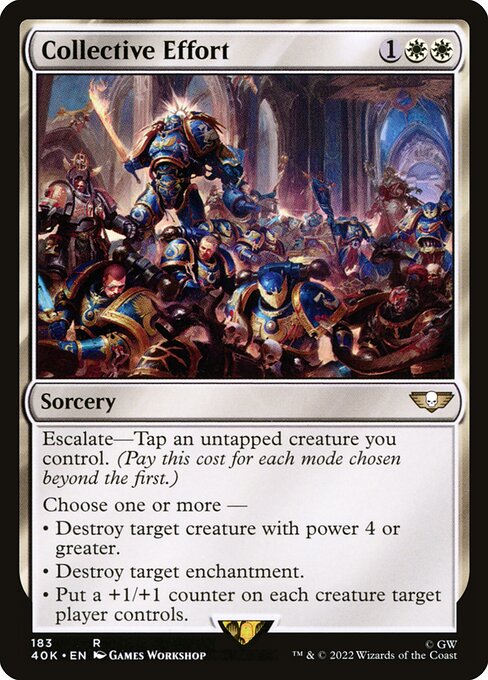 Collective Effort 1
Sorcery
Escalate—Tap an untapped creature you
control. (Pay this cost for each mode chosen
beyond the first.)
Choose one or more —
• Destroy target creature with power 4 or
greater.
• Destroy target enchantment.
• Put a +1/+1 counter on each creature target
player controls.
183 R © GW
40K • EN Games Workshop ™ & © 2022 Wizards of the Coast